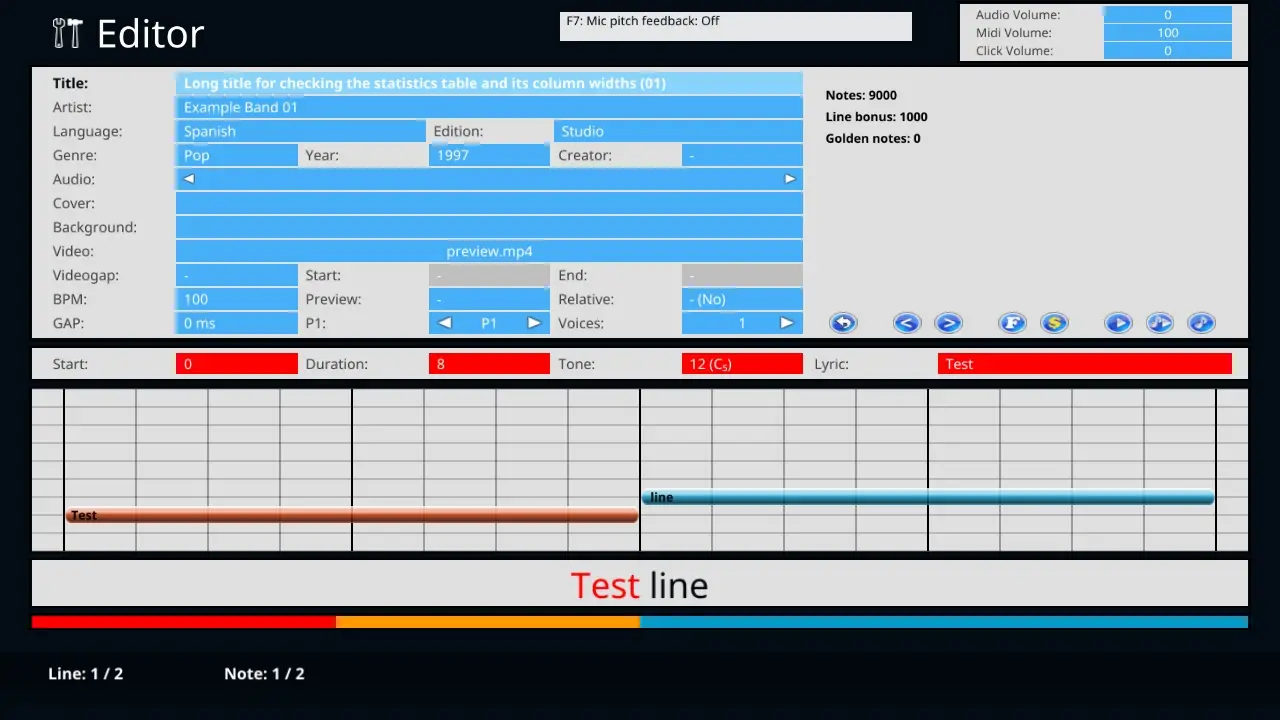 Editor
F7: Mic pitch feedback: Off
Audio Volume: 0
Midi Volume: 100
Click Volume: 0
Title: Long title for checking the statistics table and its column widths (01)
Artist: Example Band 01
Language: Spanish Edition: Studio
Genre: Pop Year: 1997 Creator: -
Audio:
Cover:
Background:
Video: preview.mp4
Videogap: - Start: - End: -
BPM: 100 Preview: - Relative: - (No)
GAP: 0 ms P1: P1 Voices: 1
Notes: 9000
Line bonus: 1000
Golden notes: 0
F S
Start: 0 Duration: 8 Tone: 12 (C₅) Lyric: Test
line
Test
Test line
Line: 1 / 2 Note: 1 / 2